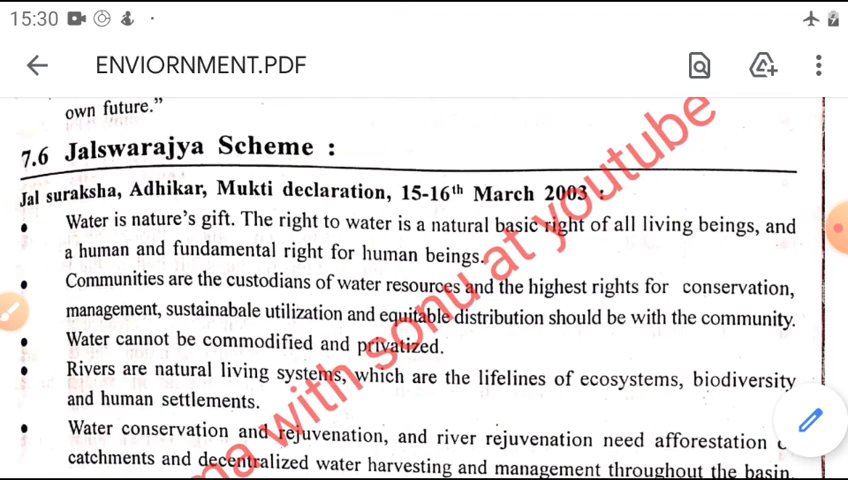 15:30
ENVIORNMENT.PDF
own future."
7.6 Jalswarajya Scheme :
Jal suraksha, Adhikar, Mukti declaration, 15-16th March 2003 :
• Water is nature's gift. The right to water is a natural basic right of all living beings, and
a human and fundamental right for human beings.
• Communities are the custodians of water resources and the highest rights for conservation,
management, sustainabale utilization and equitable distribution should be with the community.
• Water cannot be commodified and privatized.
• Rivers are natural living systems, which are the lifelines of ecosystems, biodiversity
and human settlements.
• Water conservation and rejuvenation, and river rejuvenation need afforestation
catchments and decentralized water harvesting and management throughout the basin.
ma with sonu at youtube